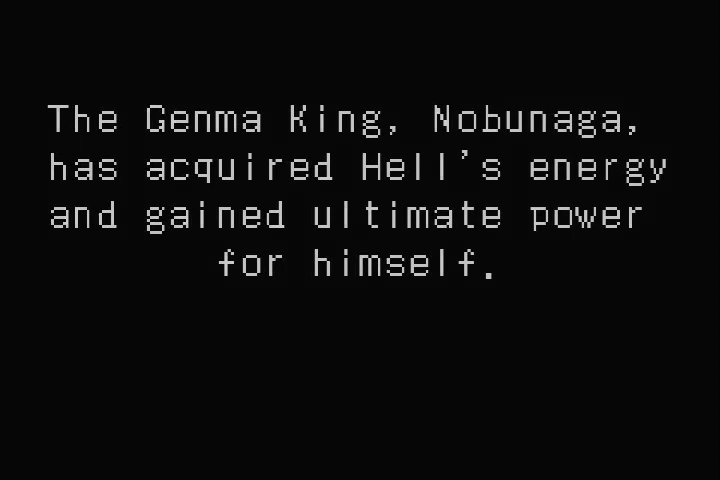 The Genma King, Nobunaga,
has acquired Hell's energy
and gained ultimate power
for himself.